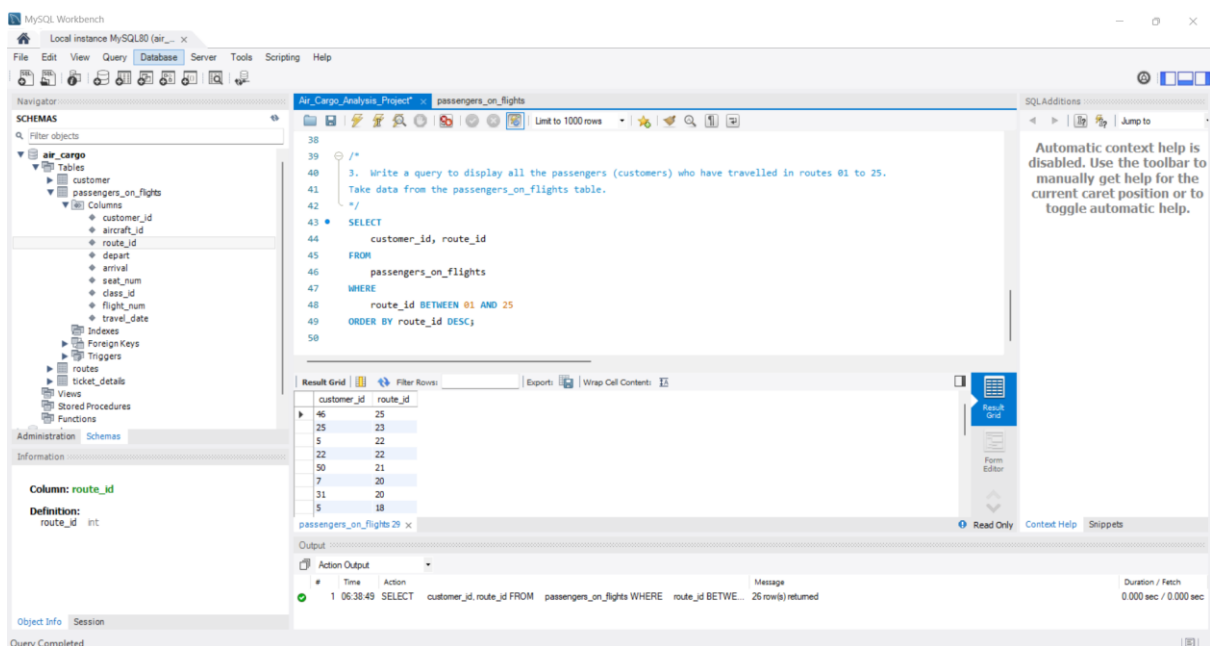 MySQL Workbench
Local instance MySQL80 (air_... ×
File Edit View Query Database Server Tools Scripting Help
Navigator
SCHEMAS
Filter objects
air_cargo
Tables
customer
passengers_on_flights
Columns
customer_id
aircraft_id
route_id
depart
arrival
seat_num
class_id
flight_num
travel_date
Indexes
Foreign Keys
Triggers
routes
ticket_details
Views
Stored Procedures
Functions
Administration Schemas
Information
Column: route_id
Definition:
route_id int
Object Info Session
Query Completed
Air_Cargo_Analysis_Project* × passengers_on_flights
Limit to 1000 rows
38
39 /*
40 3. Write a query to display all the passengers (customers) who have travelled in routes 01 to 25.
41 Take data from the passengers_on_flights table.
42 */
43 SELECT
44 customer_id, route_id
45 FROM
46 passengers_on_flights
47 WHERE
48 route_id BETWEEN 01 AND 25
49 ORDER BY route_id DESC;
50
Result Grid Filter Rows: Export: Wrap Cell Content:
customer_id route_id
46 25
25 23
5 22
22 22
50 21
7 20
31 20
5 18
Result Grid
Form Editor
passengers_on_flights 29 × Read Only
Output
Action Output
# Time Action Message Duration / Fetch
1 06:38:49 SELECT customer_id, route_id FROM passengers_on_flights WHERE route_id BETWE... 26 row(s) returned 0.000 sec / 0.000 sec
SQLAdditions
Jump to
Automatic context help is
disabled. Use the toolbar to
manually get help for the
current caret position or to
toggle automatic help.
Context Help Snippets